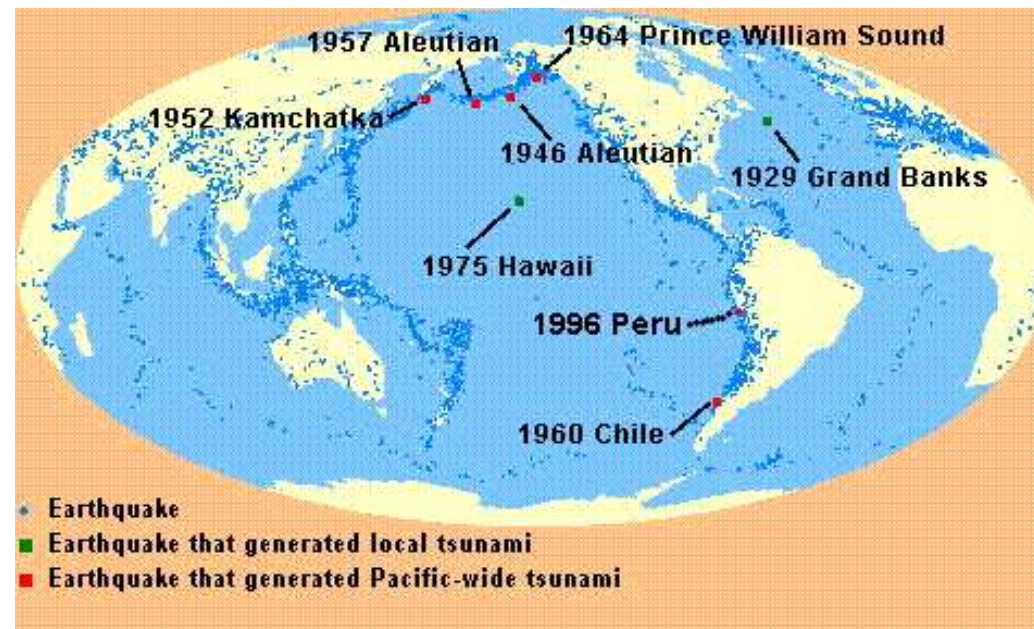 1957 Aleutian
1964 Prince William Sound
1952 Kamchatka
1946 Aleutian
1929 Grand Banks
1975 Hawaii
1996 Peru
1960 Chile
Earthquake
Earthquake that generated local tsunami
Earthquake that generated Pacific-wide tsunami